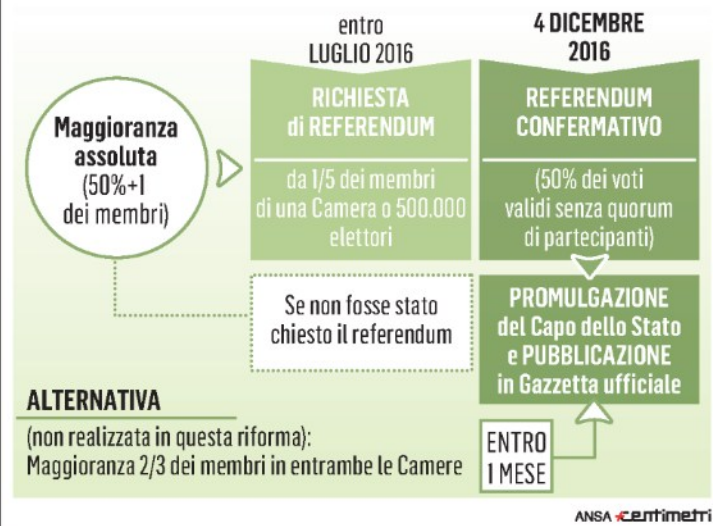 entro
LUGLIO 2016
4 DICEMBRE
2016
Maggioranza
assoluta
(50%+1
dei membri)
RICHIESTA
di REFERENDUM
da 1/5 dei membri
di una Camera o 500.000
elettori
REFERENDUM
CONFERMATIVO
(50% dei voti
validi senza quorum
di partecipanti)
Se non fosse stato
chiesto il referendum
PROMULGAZIONE
del Capo dello Stato
e PUBBLICAZIONE
in Gazzetta ufficiale
ALTERNATIVA
(non realizzata in questa riforma):
Maggioranza 2/3 dei membri in entrambe le Camere
ENTRO
1 MESE
ANSA centimetri